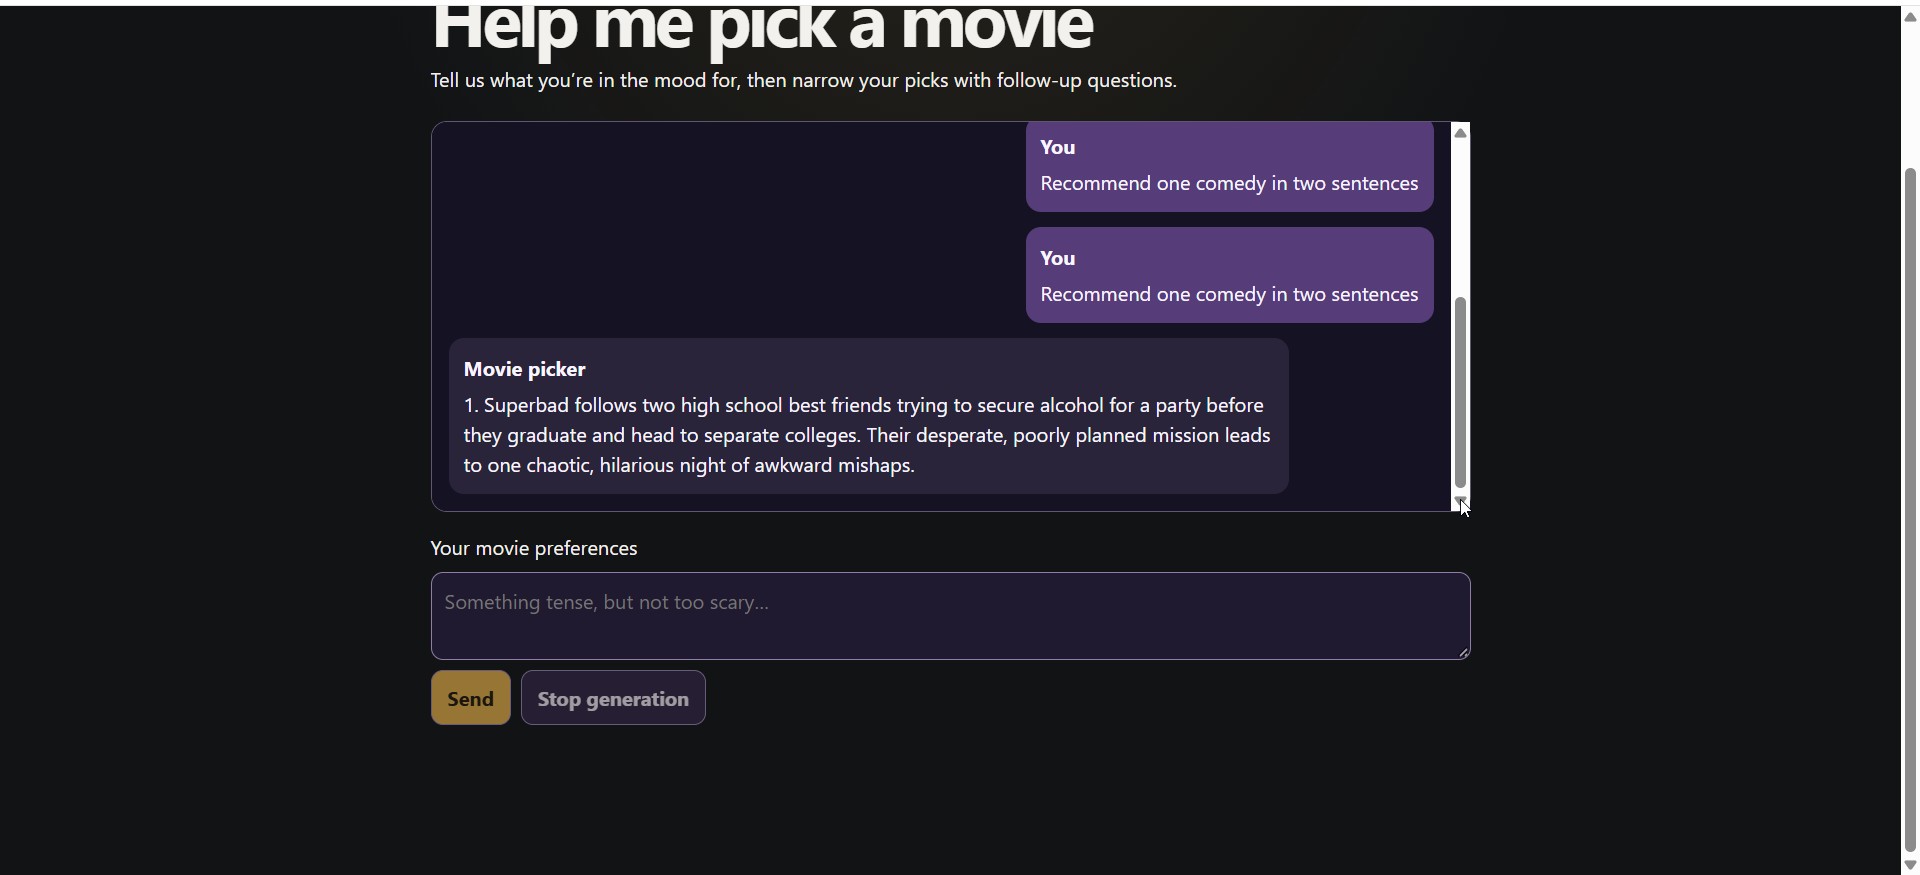 Help me pick a movie
Tell us what you’re in the mood for, then narrow your picks with follow-up questions.
You
Recommend one comedy in two sentences
You
Recommend one comedy in two sentences
Movie picker
1. Superbad follows two high school best friends trying to secure alcohol for a party before
they graduate and head to separate colleges. Their desperate, poorly planned mission leads
to one chaotic, hilarious night of awkward mishaps.
Your movie preferences
Something tense, but not too scary...
Send
Stop generation